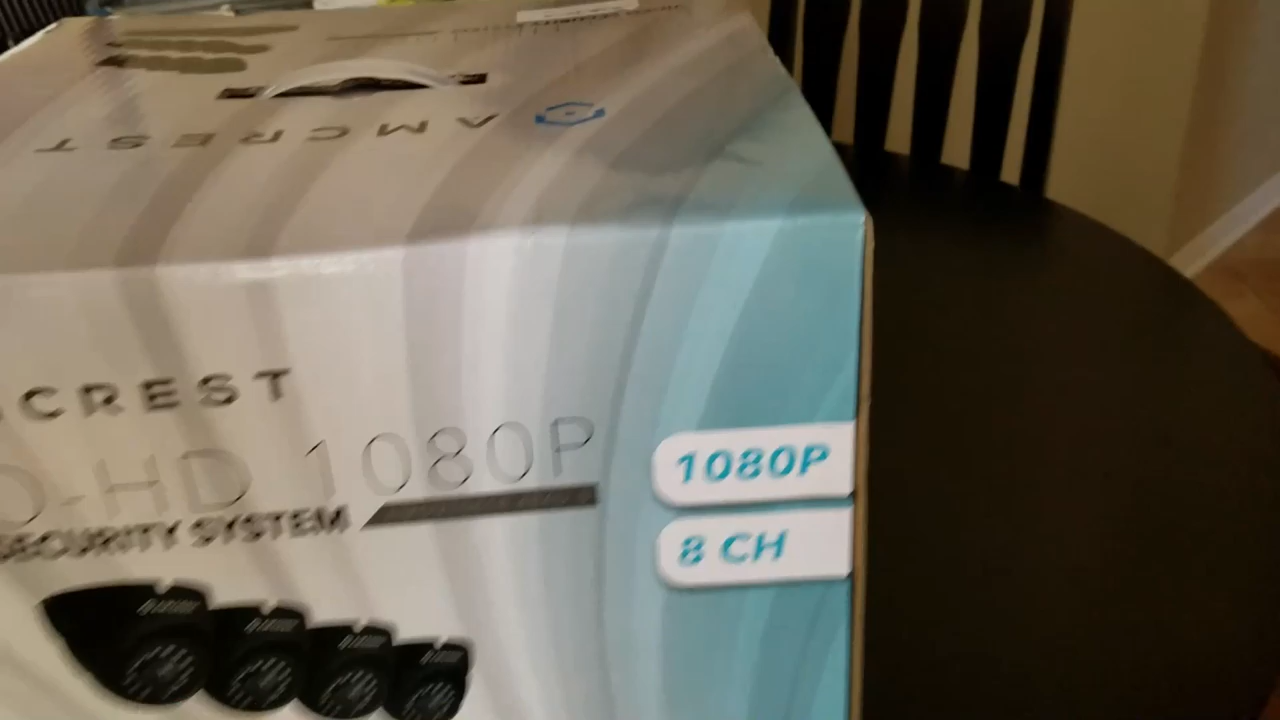 AMCREST
CREST
-HD 1080P
SECURITY SYSTEM
1080P
8 CH